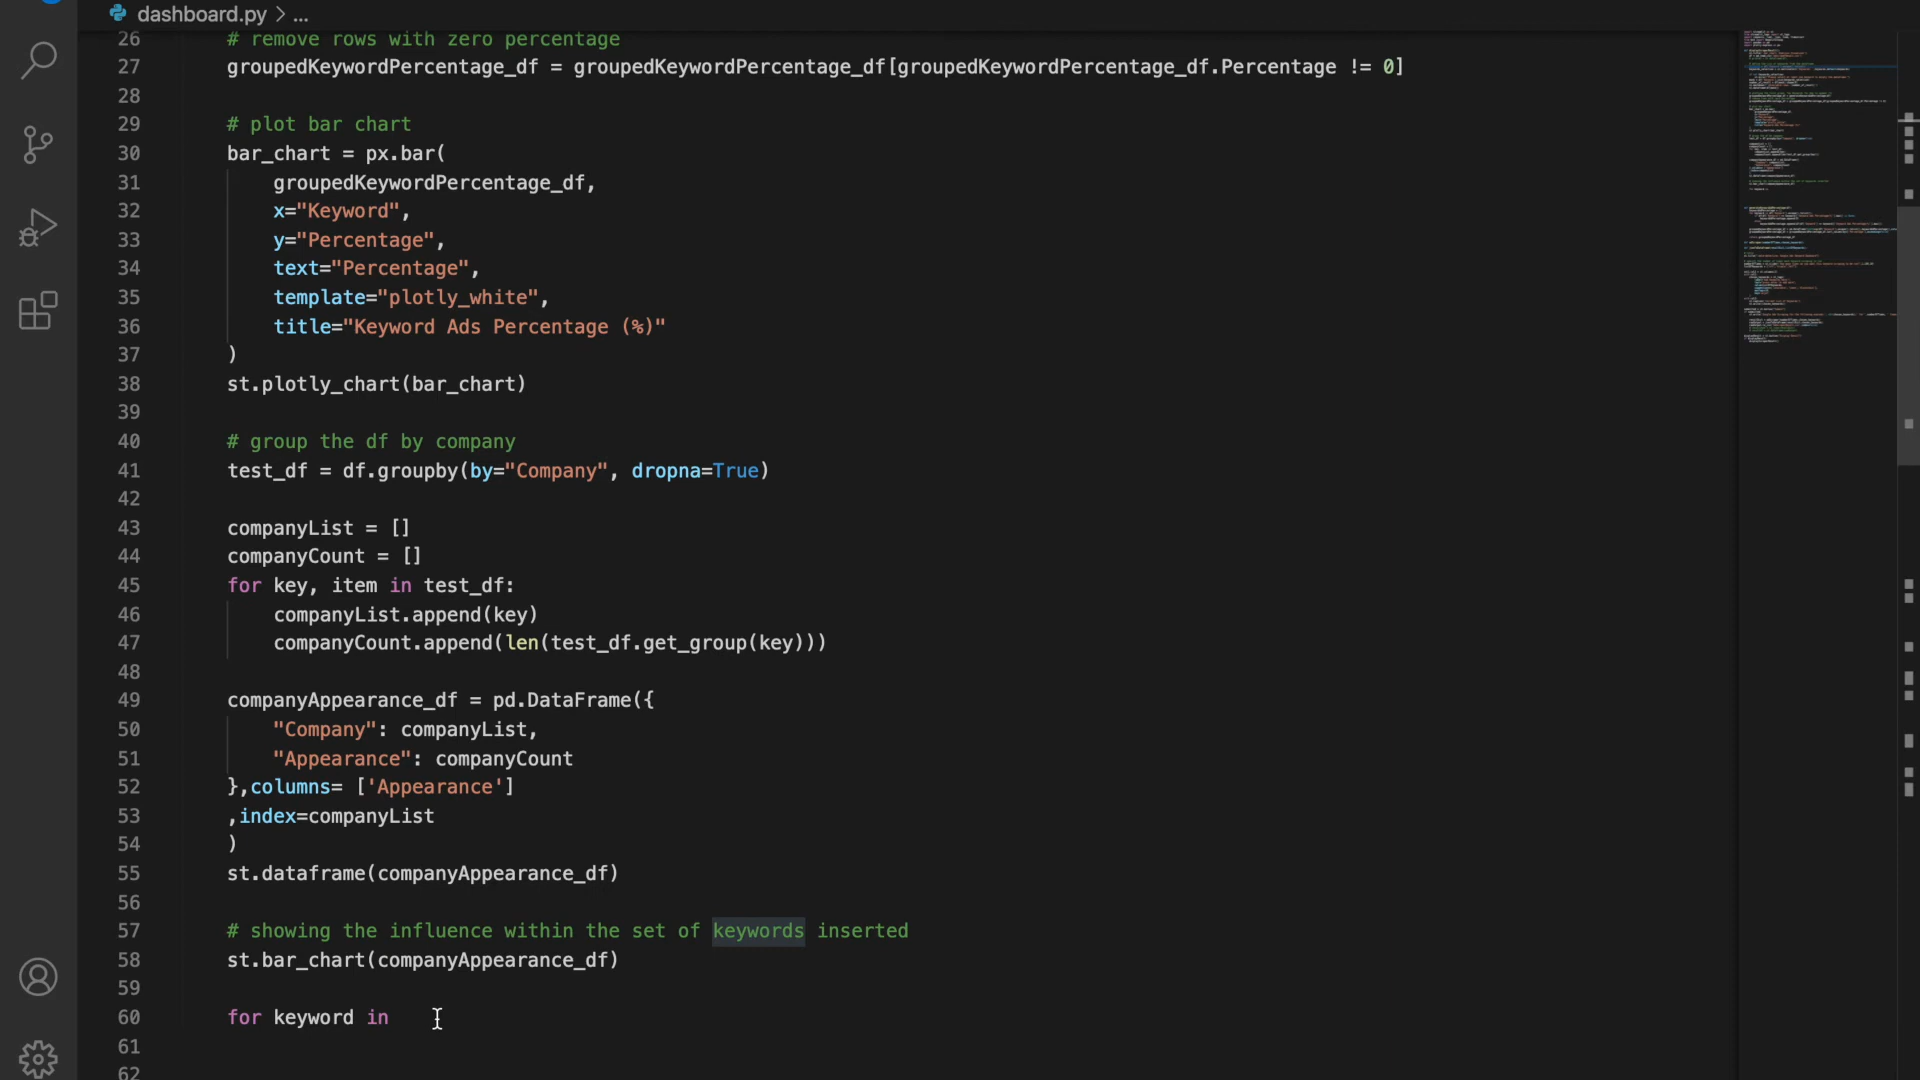 dashboard.py > ...
26 # remove rows with zero percentage
27 groupedKeywordPercentage_df = groupedKeywordPercentage_df[groupedKeywordPercentage_df.Percentage != 0]
28
29 # plot bar chart
30 bar_chart = px.bar(
31 groupedKeywordPercentage_df,
32 x="Keyword",
33 y="Percentage",
34 text="Percentage",
35 template="plotly_white",
36 title="Keyword Ads Percentage (%)"
37 )
38 st.plotly_chart(bar_chart)
39
40 # group the df by company
41 test_df = df.groupby(by="Company", dropna=True)
42
43 companyList = []
44 companyCount = []
45 for key, item in test_df:
46 companyList.append(key)
47 companyCount.append(len(test_df.get_group(key)))
48
49 companyAppearance_df = pd.DataFrame({
50 "Company": companyList,
51 "Appearance": companyCount
52 },columns= ['Appearance']
53 ,index=companyList
54 )
55 st.dataframe(companyAppearance_df)
56
57 # showing the influence within the set of keywords inserted
58 st.bar_chart(companyAppearance_df)
59
60 for keyword in
61
62